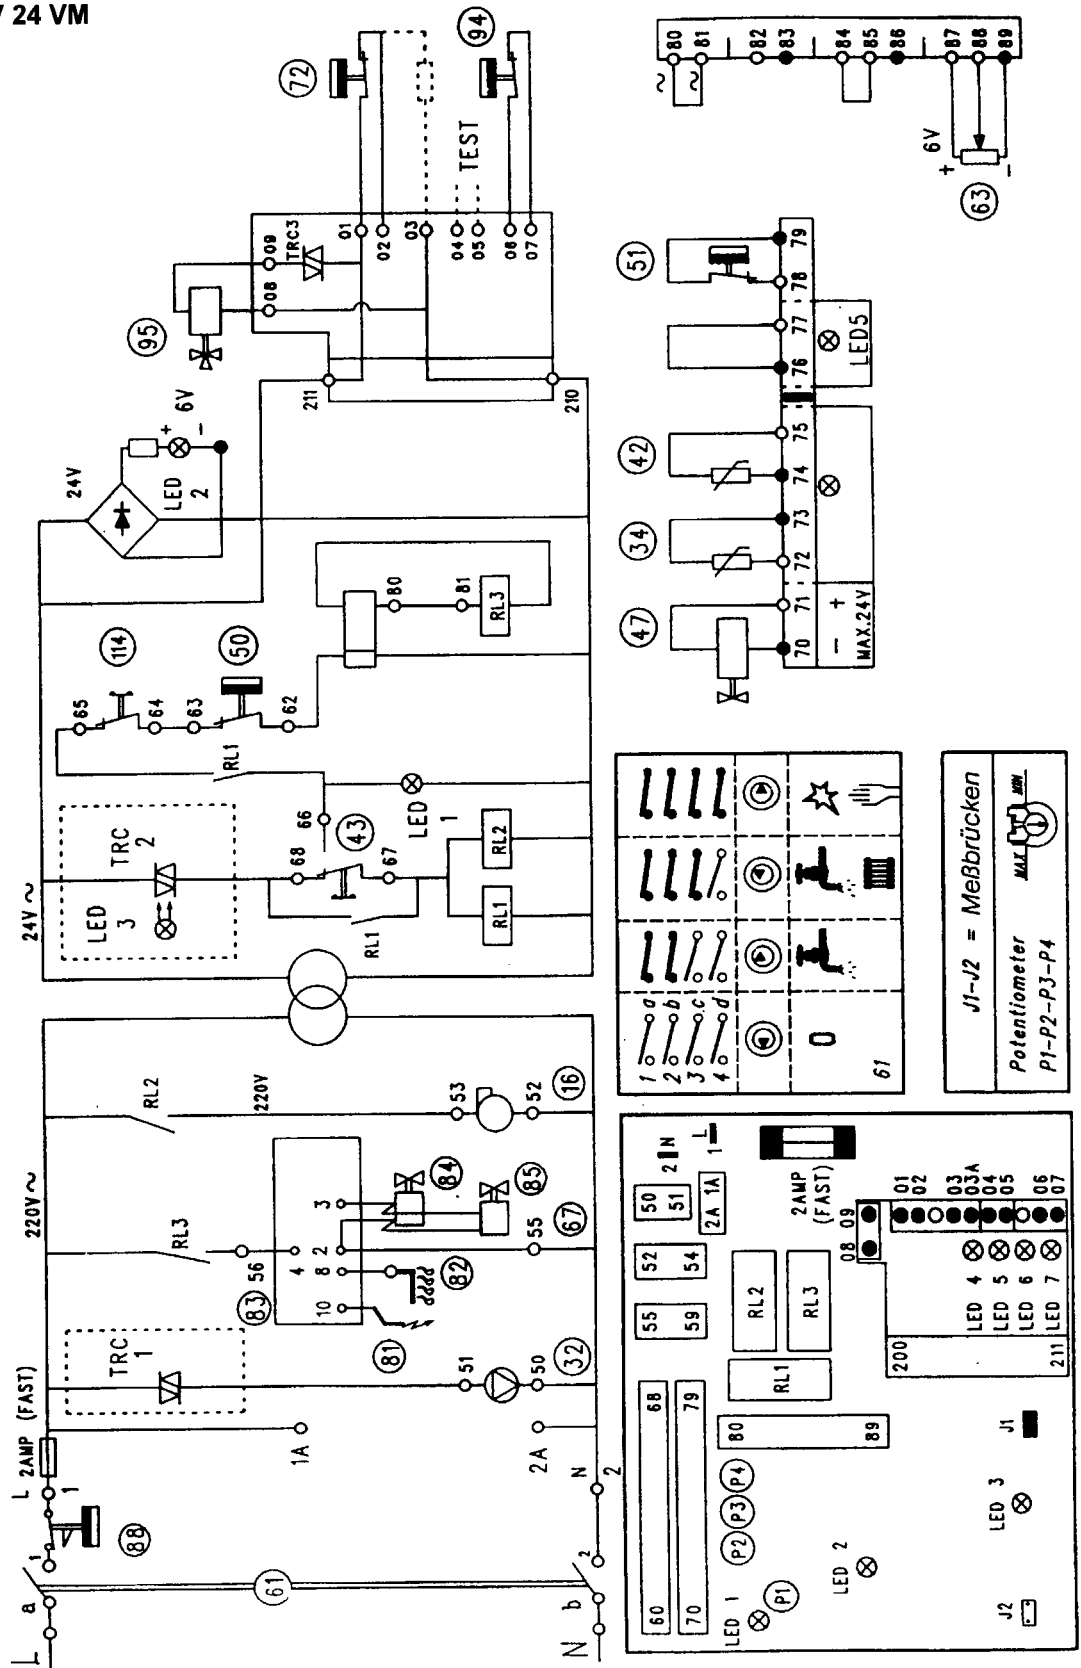 V 24 VM
L
a
1
88
L
1
2AMP (FAST)
61
N
b
2
N
2
1A
2A
220V ~
TRC
1
51
50
32
RL3
56
83
4
2
3
8
10
81
82
84
85
55
67
RL2
220V
53
52
16
24V ~
LED
3
TRC
2
68
66
43
67
RL1
RL1
RL2
LED
1
RL1
65
114
64
63
50
62
80
81
RL3
24V
LED
2
+
6V
-
95
211
210
08
09
TRC3
01
02
03
04
05
06
07
72
94
TEST
80
81
82
83
84
85
86
87
88
89
~
~
+
6V
-
63
47
34
42
51
70
71
72
73
74
75
76
77
78
79
- +
MAX.24V
LED5
1 a
2 b
3 c
4 d
0
61
J1-J2 = Meßbrücken
Potentiometer
P1-P2-P3-P4
MAX
MIN
60
68
70
79
55
59
52
54
50
51
2 N
2A 1A
1 L
2AMP
(FAST)
RL1
RL2
RL3
80
89
P2
P3
P4
P1
LED 1
LED 2
LED 3
J2
J1
08
09
200
211
LED 4
LED 5
LED 6
LED 7
01
02
03
03A
04
05
06
07